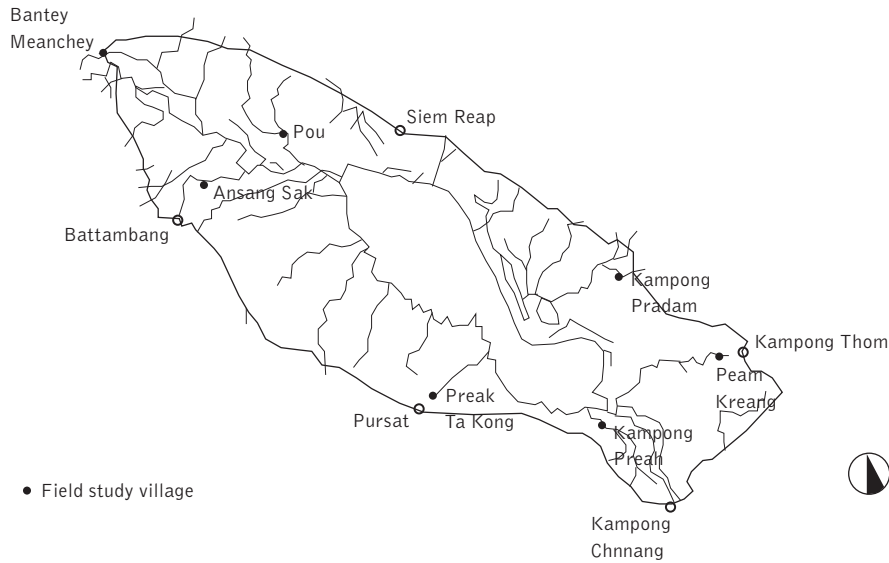 Bantey
Meanchey
Siem Reap
Pou
Ansang Sak
Battambang
Kampong
Pradam
Kampong Thom
Peam
Kreang
Preak
Ta Kong
Pursat
Kampong
Preah
Field study village
Kampong
Chnnang